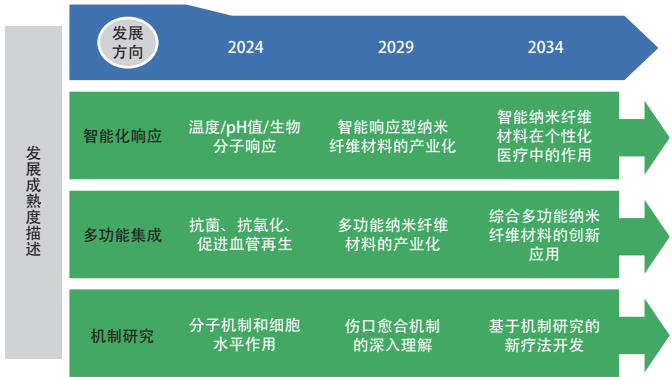 发展成熟度描述
发展
方向
2024
2029
2034
智能化响应
温度/pH值/生物
分子响应
智能响应型纳米
纤维材料的产业化
智能纳米纤维
材料在个性化
医疗中的作用
多功能集成
抗菌、抗氧化、
促进血管再生
多功能纳米纤维
材料的产业化
综合多功能纳米
纤维材料的创新
应用
机制研究
分子机制和细胞
水平作用
伤口愈合机制
的深入理解
基于机制研究的
新疗法开发